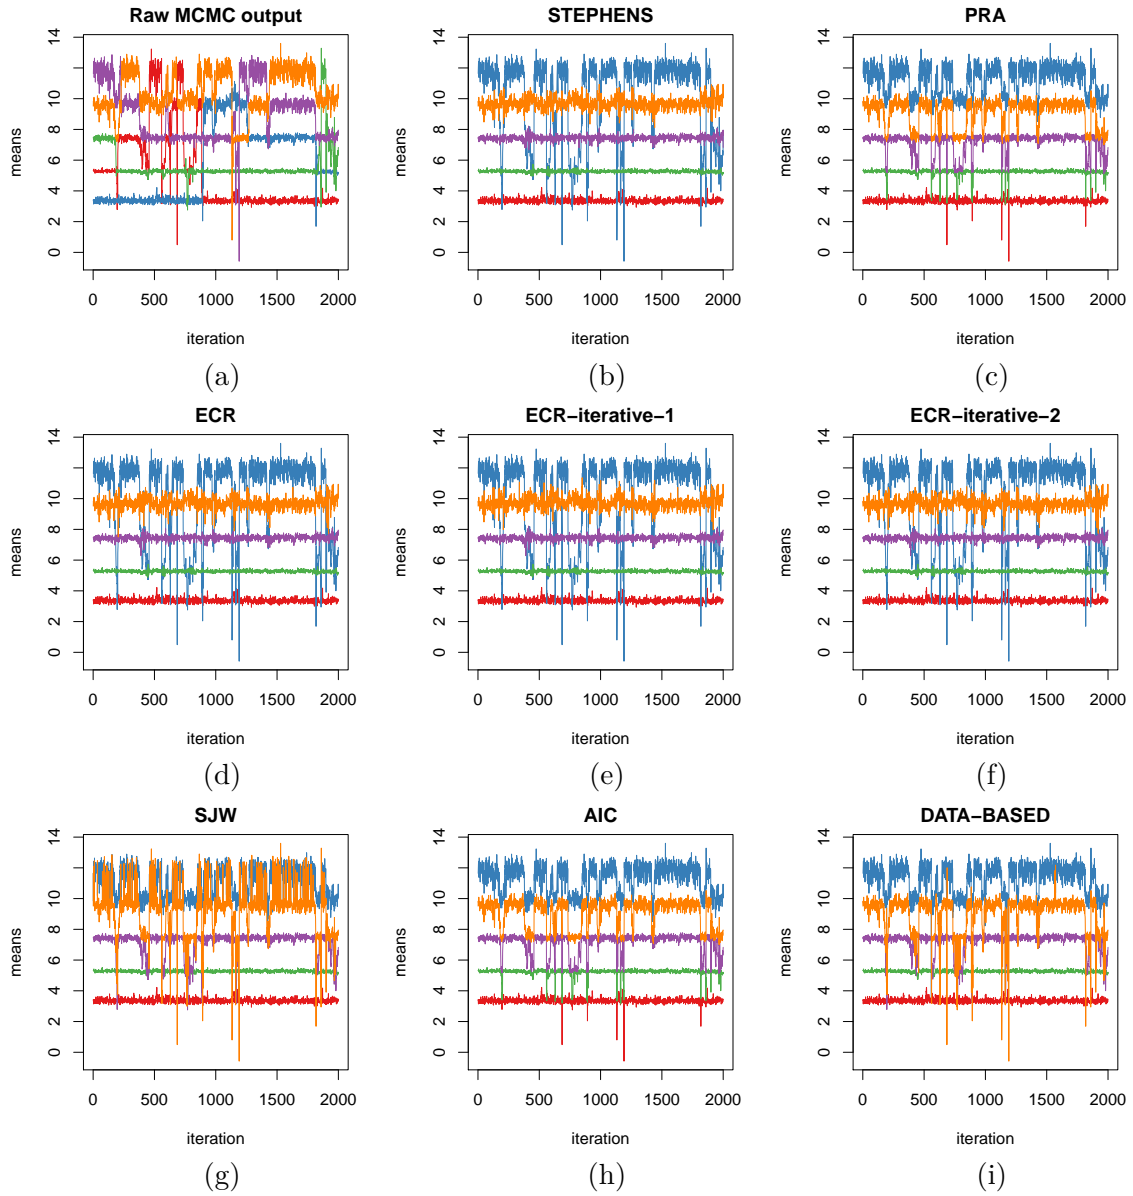 Raw MCMC output
STEPHENS
PRA
means
0 2 4 6 8 10 14
0 500 1000 1500 2000
iteration
means
0 2 4 6 8 10 14
0 500 1000 1500 2000
iteration
means
0 2 4 6 8 10 14
0 500 1000 1500 2000
iteration
(a)
(b)
(c)
ECR
ECR−iterative−1
ECR−iterative−2
means
0 2 4 6 8 10 14
0 500 1000 1500 2000
iteration
means
0 2 4 6 8 10 14
0 500 1000 1500 2000
iteration
means
0 2 4 6 8 10 14
0 500 1000 1500 2000
iteration
(d)
(e)
(f)
SJW
AIC
DATA−BASED
means
0 2 4 6 8 10 14
0 500 1000 1500 2000
iteration
means
0 2 4 6 8 10 14
0 500 1000 1500 2000
iteration
means
0 2 4 6 8 10 14
0 500 1000 1500 2000
iteration
(g)
(h)
(i)